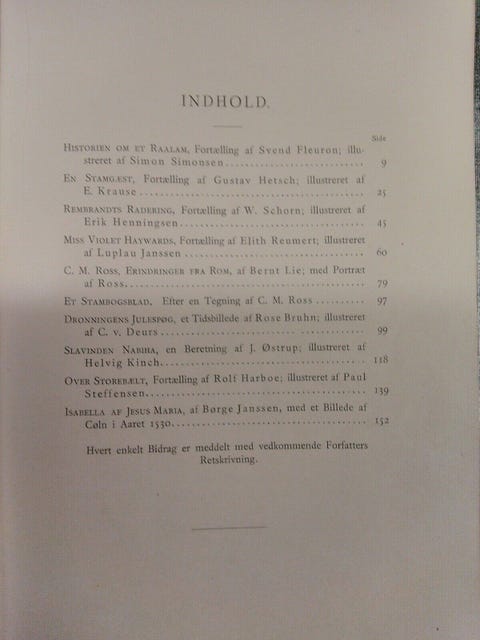 INDHOLD.
Side
HISTORIEN OM ET RAALAM, Fortælling af Svend Fleuron; illu-
streret af Simon Simonsen 9
EN STAMGÆST, Fortælling af Gustav Hetsch; illustreret af
E. Krause 25
REMBRANDTS RADERING, Fortælling af W. Schorn; illustreret af
Erik Henningsen 45
MISS VIOLET HAYWARDS, Fortælling af Elith Reumert; illustreret
af Luplau Janssen 60
C. M. ROSS, ERINDRINGER FRA ROM, af Bernt Lie; med Portræt
af Ross 79
ET STAMBOGSBLAD. Efter en Tegning af C. M. Ross 97
DRONNINGENS JULESPØG, et Tidsbillede af Rose Bruhn; illustreret
af C. v. Deurs 99
SLAVINDEN NABIHA, en Beretning af J. Østrup; illustreret af
Helvig Kinch 118
OVER STOREBÆLT, Fortælling af Rolf Harboe; illustreret af Paul
Steffensen 139
ISABELLA AF JESUS MARIA, af Børge Janssen, med et Billede af
Cøln i Aaret 1530 152
Hvert enkelt Bidrag er meddelt med vedkommende Forfatters
Retskrivning.